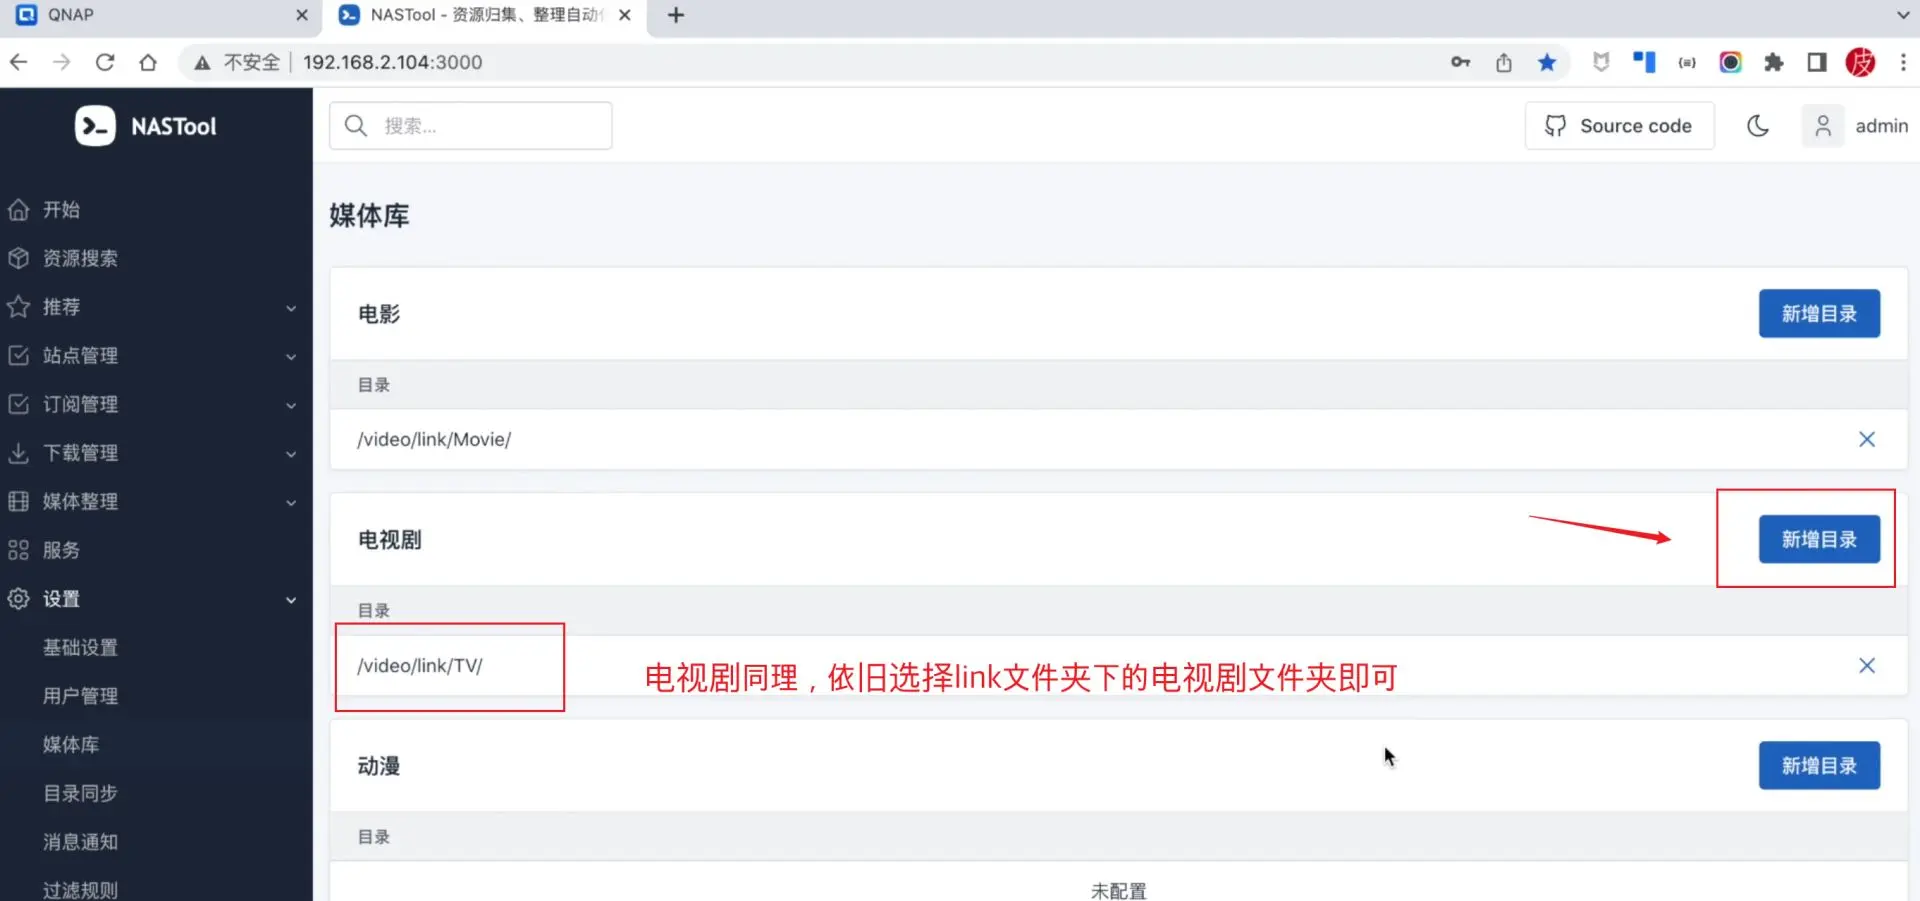 QNAP
NASTool - 资源归集、整理自动
不安全 192.168.2.104:3000
皮
NASTool
搜索...
Source code
admin
开始
资源搜索
推荐
站点管理
订阅管理
下载管理
媒体整理
服务
设置
基础设置
用户管理
媒体库
目录同步
消息通知
过滤规则
媒体库
电影
新增目录
目录
/video/link/Movie/
电视剧
新增目录
目录
/video/link/TV/
电视剧同理，依旧选择link文件夹下的电视剧文件夹即可
动漫
新增目录
目录
未配置